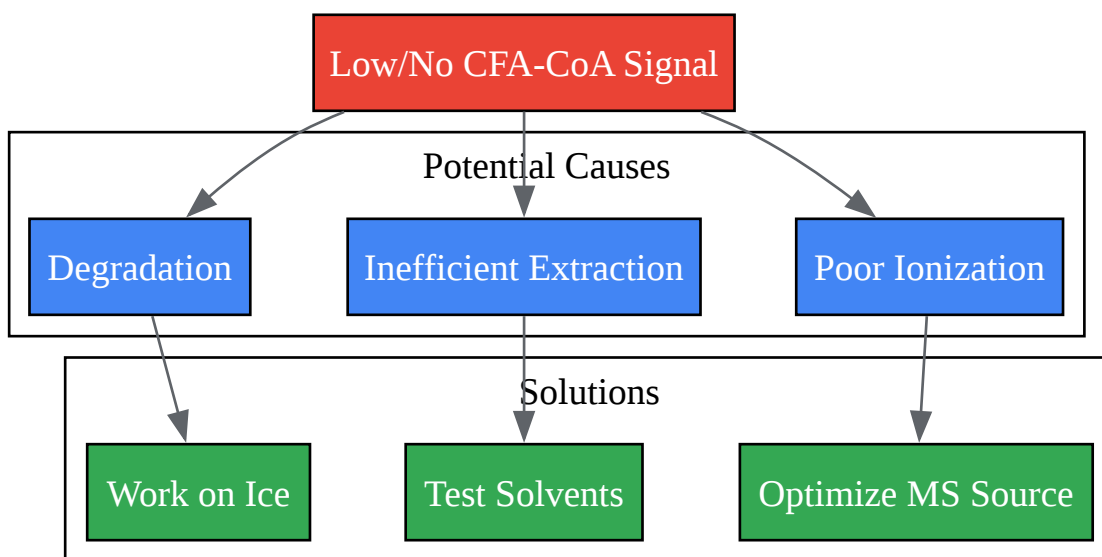 Low/No CFA-CoA Signal
Potential Causes
Degradation
Inefficient Extraction
Poor Ionization
Solutions
Work on Ice
Test Solvents
Optimize MS Source